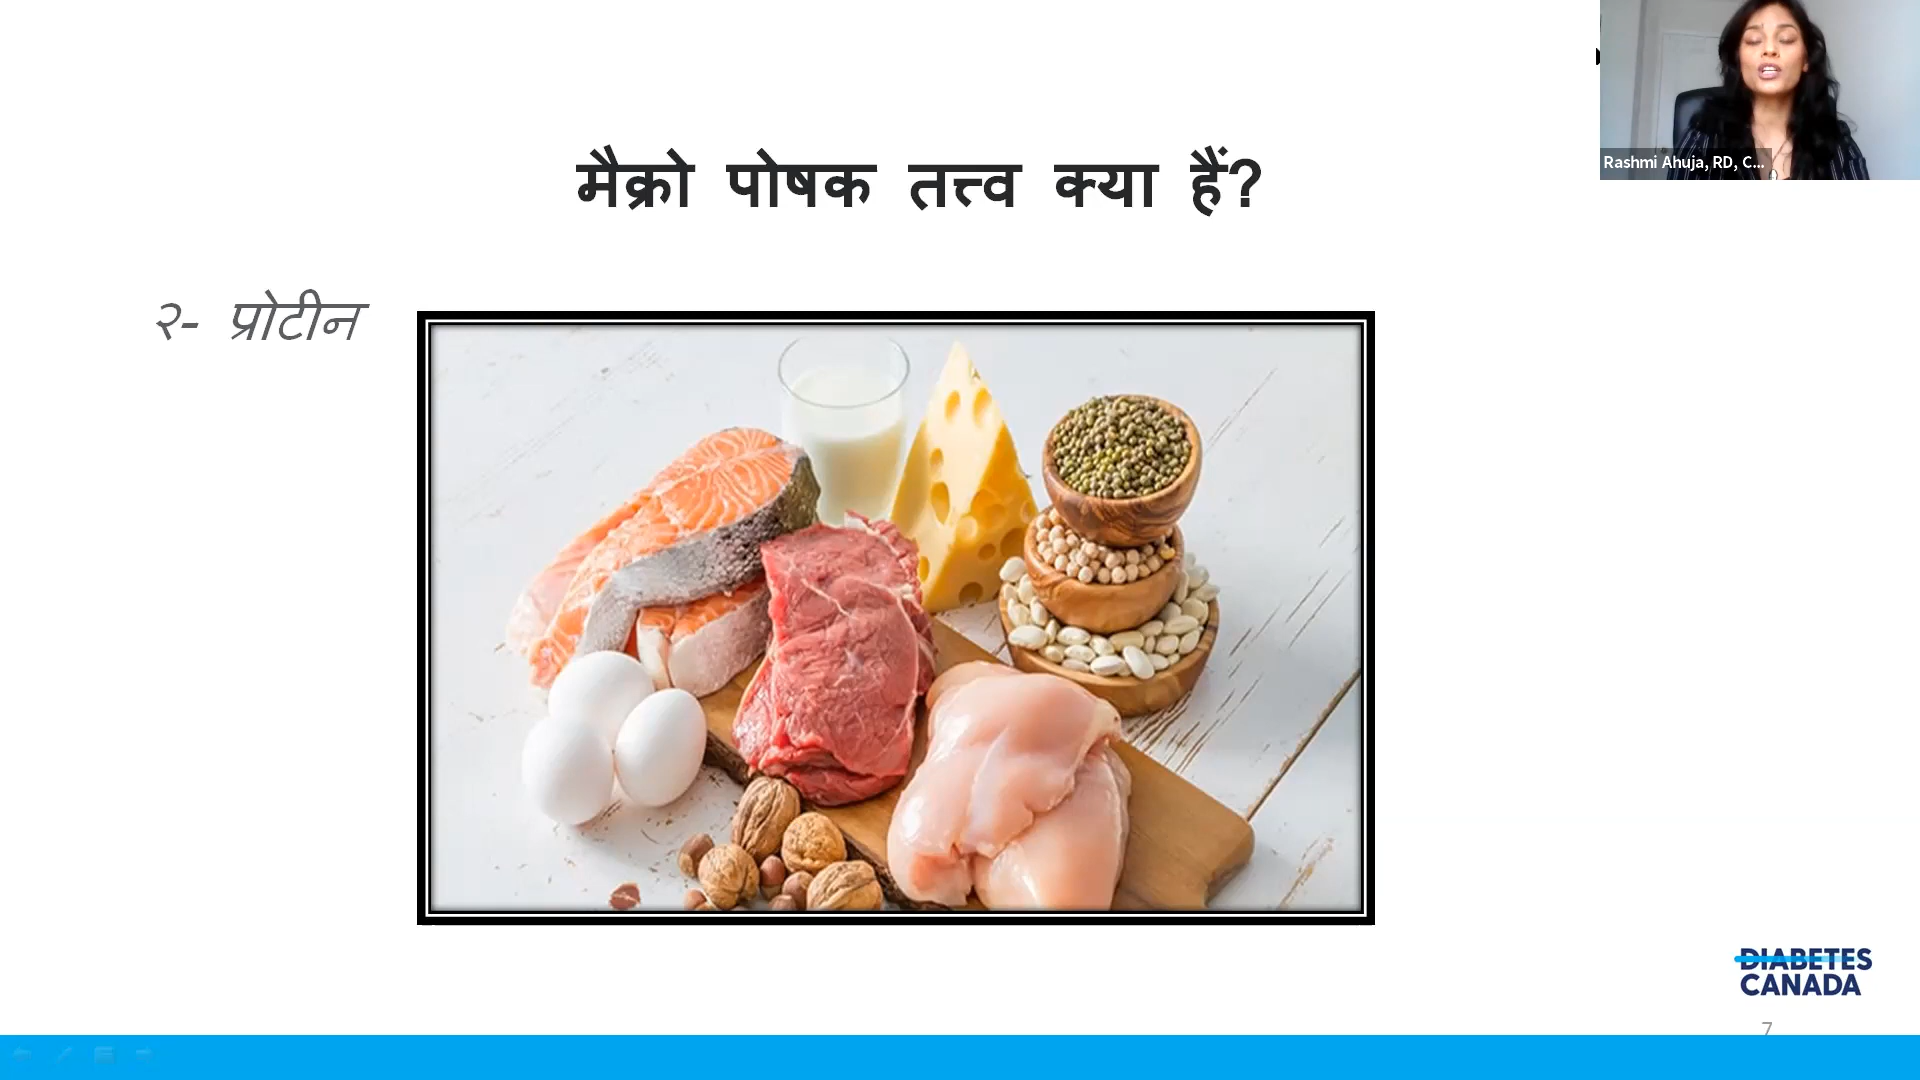 मैक्रो पोषक तत्त्व क्या हैं?
२- प्रोटीन
Rashmi Ahuja, RD, C...
DIABETES
CANADA
7